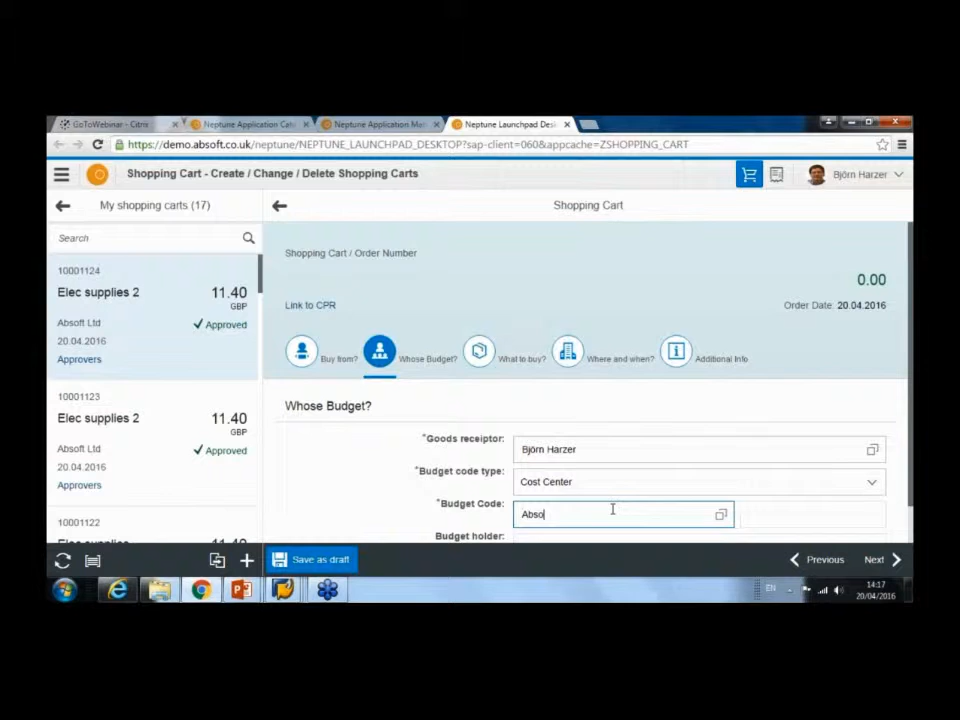 GoToWebinar - Citrix
Neptune Application Cata
Neptune Application Ma
Neptune Launchpad Desk
https://demo.absoft.co.uk/neptune/NEPTUNE_LAUNCHPAD_DESKTOP?sap-client=060&appcache=ZSHOPPING_CART
Shopping Cart - Create / Change / Delete Shopping Carts
Björn Harzer
My shopping carts (17)
Shopping Cart
Search
10001124
Elec supplies 2
11.40
GBP
Absoft Ltd
Approved
20.04.2016
Approvers
10001123
Elec supplies 2
11.40
GBP
Absoft Ltd
Approved
20.04.2016
Approvers
10001122
Shopping Cart / Order Number
0.00
Link to CPR
Order Date: 20.04.2016
Buy from?
Whose Budget?
What to buy?
Where and when?
Additional Info
Whose Budget?
*Goods receiptor:
Björn Harzer
*Budget code type:
Cost Center
*Budget Code:
Abso
Budget holder:
Save as draft
Previous
Next
EN
14:17
20/04/2016